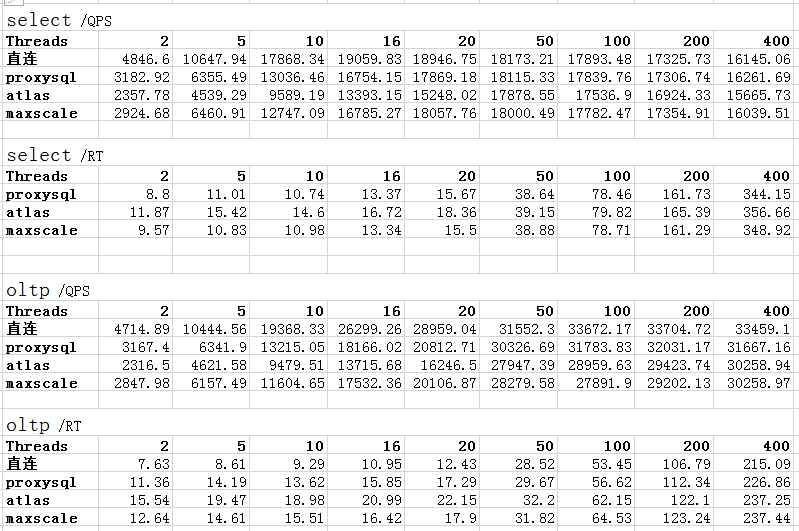 select /QPS
Threads 2 5 10 16 20 50 100 200 400
直连 4846.6 10647.94 17868.34 19059.83 18946.75 18173.21 17893.48 17325.73 16145.06
proxysql 3182.92 6355.49 13036.46 16754.15 17869.18 18115.33 17839.76 17306.74 16261.69
atlas 2357.78 4539.29 9589.19 13393.15 15248.02 17878.55 17536.9 16924.33 15665.73
maxscale 2924.68 6460.91 12747.09 16785.27 18057.76 18000.49 17782.47 17354.91 16039.51
select /RT
Threads 2 5 10 16 20 50 100 200 400
proxysql 8.8 11.01 10.74 13.37 15.67 38.64 78.46 161.73 344.15
atlas 11.87 15.42 14.6 16.72 18.36 39.15 79.82 165.39 356.66
maxscale 9.57 10.83 10.98 13.34 15.5 38.88 78.71 161.29 348.92
oltp /QPS
Threads 2 5 10 16 20 50 100 200 400
直连 4714.89 10444.56 19368.33 26299.26 28959.04 31552.3 33672.17 33704.72 33459.1
proxysql 3167.4 6341.9 13215.05 18166.02 20812.71 30326.69 31783.83 32031.17 31667.16
atlas 2316.5 4621.58 9479.51 13715.68 16246.5 27947.39 28959.63 29423.74 30258.94
maxscale 2847.98 6157.49 11604.65 17532.36 20106.87 28279.58 27891.9 29202.13 30258.97
oltp /RT
Threads 2 5 10 16 20 50 100 200 400
直连 7.63 8.61 9.29 10.95 12.43 28.52 53.45 106.79 215.09
proxysql 11.36 14.19 13.62 15.85 17.29 29.67 56.62 112.34 226.86
atlas 15.54 19.47 18.98 20.99 22.15 32.2 62.15 122.1 237.25
maxscale 12.64 14.61 15.51 16.42 17.9 31.82 64.53 123.24 237.44